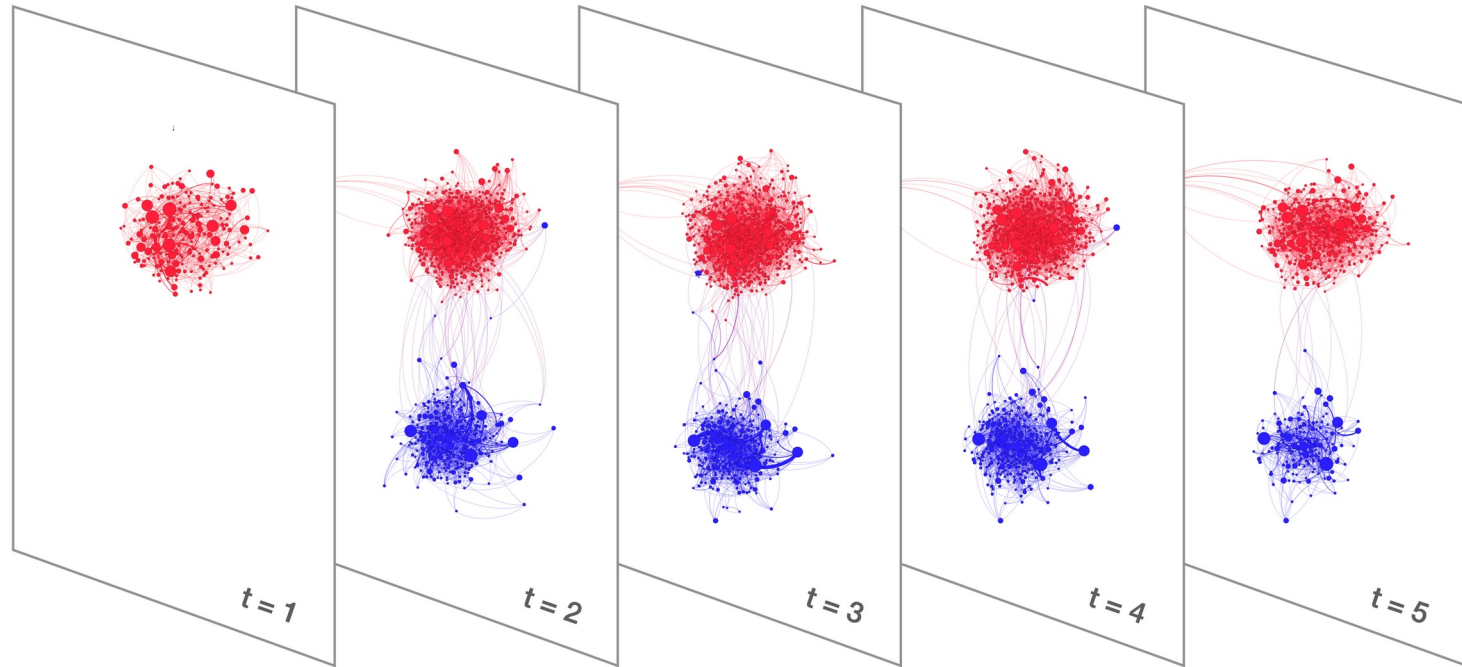 t = 1
t = 2
t = 3
t = 4
t = 5